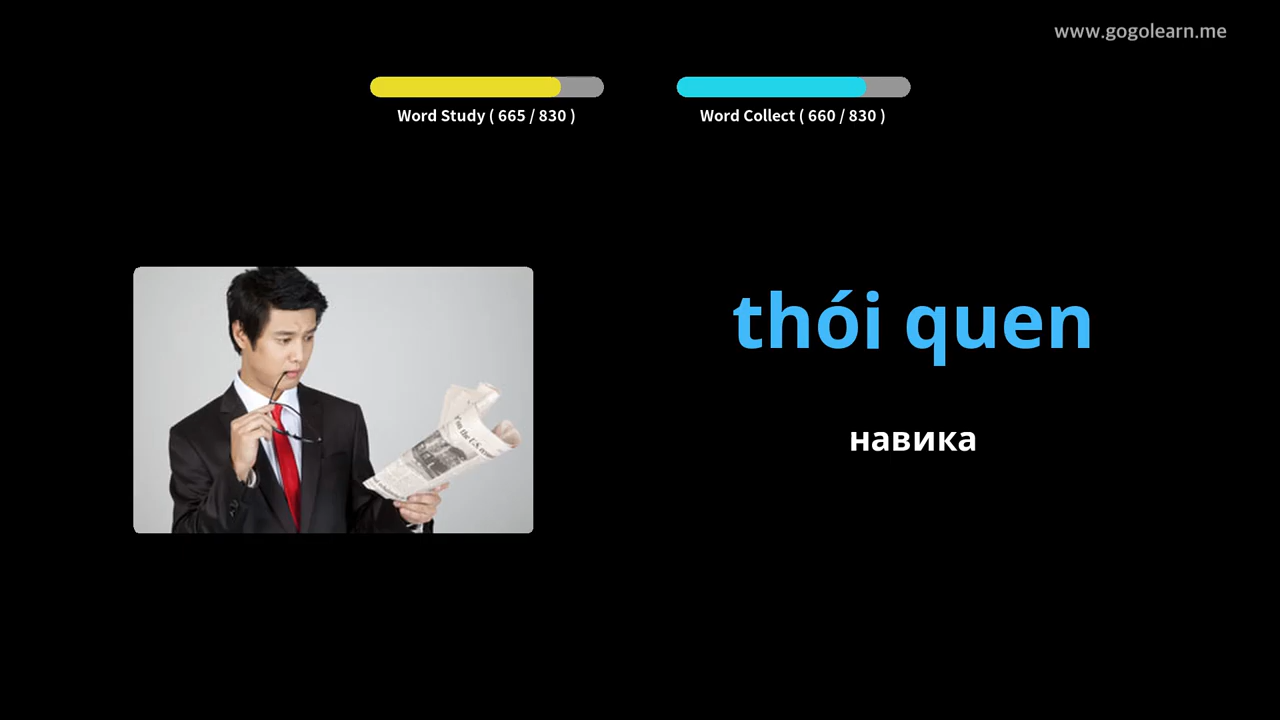 www.gogolearn.me
Word Study ( 665 / 830 )
Word Collect ( 660 / 830 )
thói quen
навика